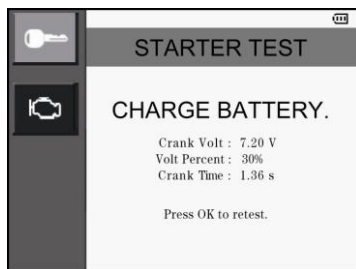 STARTER TEST
CHARGE BATTERY.
Crank Volt : 7.20 V
Volt Percent : 30%
Crank Time : 1.36 s
Press OK to retest.